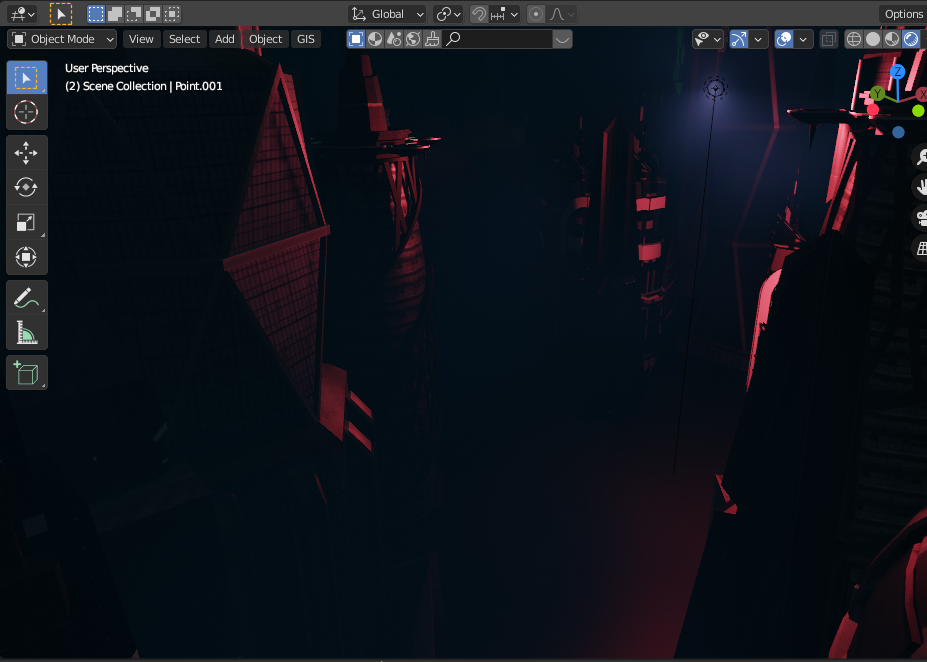 Global
Options
Object Mode
View
Select
Add
Object
GIS
User Perspective
(2) Scene Collection | Point.001
Z
Y
X